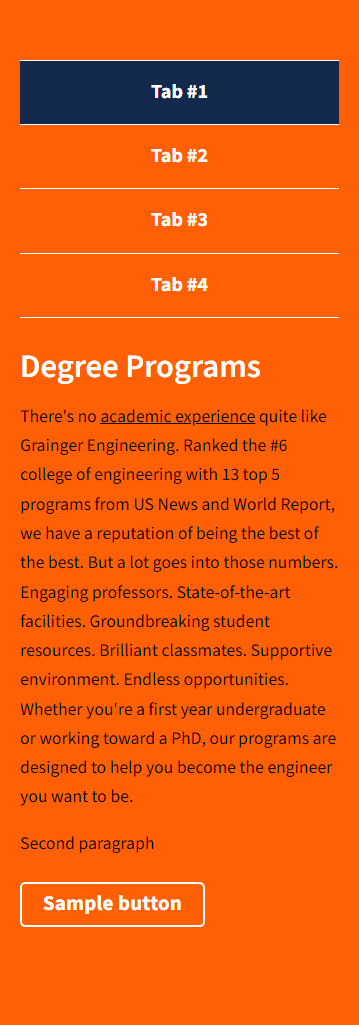 Tab #1
Tab #2
Tab #3
Tab #4
Degree Programs
There's no academic experience quite like
Grainger Engineering. Ranked the #6
college of engineering with 13 top 5
programs from US News and World Report,
we have a reputation of being the best of
the best. But a lot goes into those numbers.
Engaging professors. State-of-the-art
facilities. Groundbreaking student
resources. Brilliant classmates. Supportive
environment. Endless opportunities.
Whether you're a first year undergraduate
or working toward a PhD, our programs are
designed to help you become the engineer
you want to be.
Second paragraph
Sample button